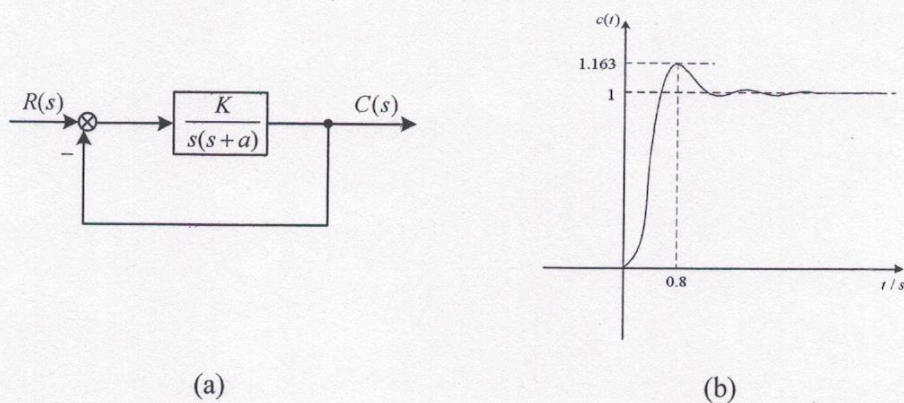 R(s)
K
s(s+a)
C(s)
−
(a)
c(t)
1.163
1
0.8
t / s
(b)